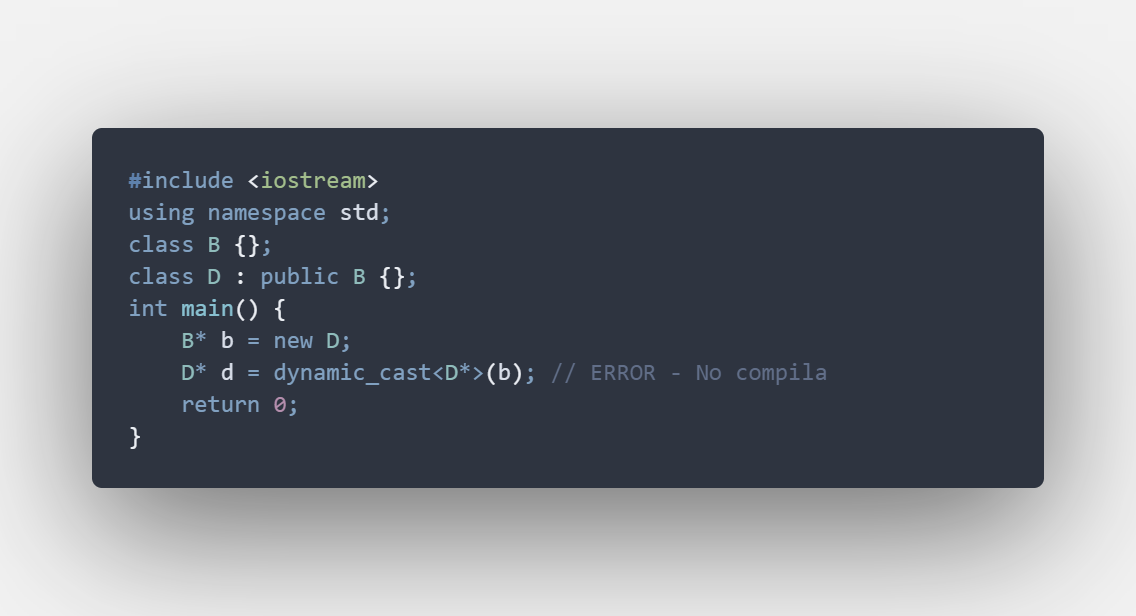 #include <iostream>
using namespace std;
class B {};
class D : public B {};
int main() {
    B* b = new D;
    D* d = dynamic_cast<D*>(b); // ERROR - No compila
    return 0;
}